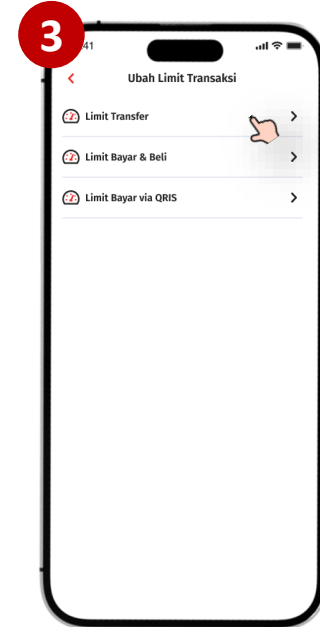 3
41
Ubah Limit Transaksi
Limit Transfer
Limit Bayar & Beli
Limit Bayar via QRIS